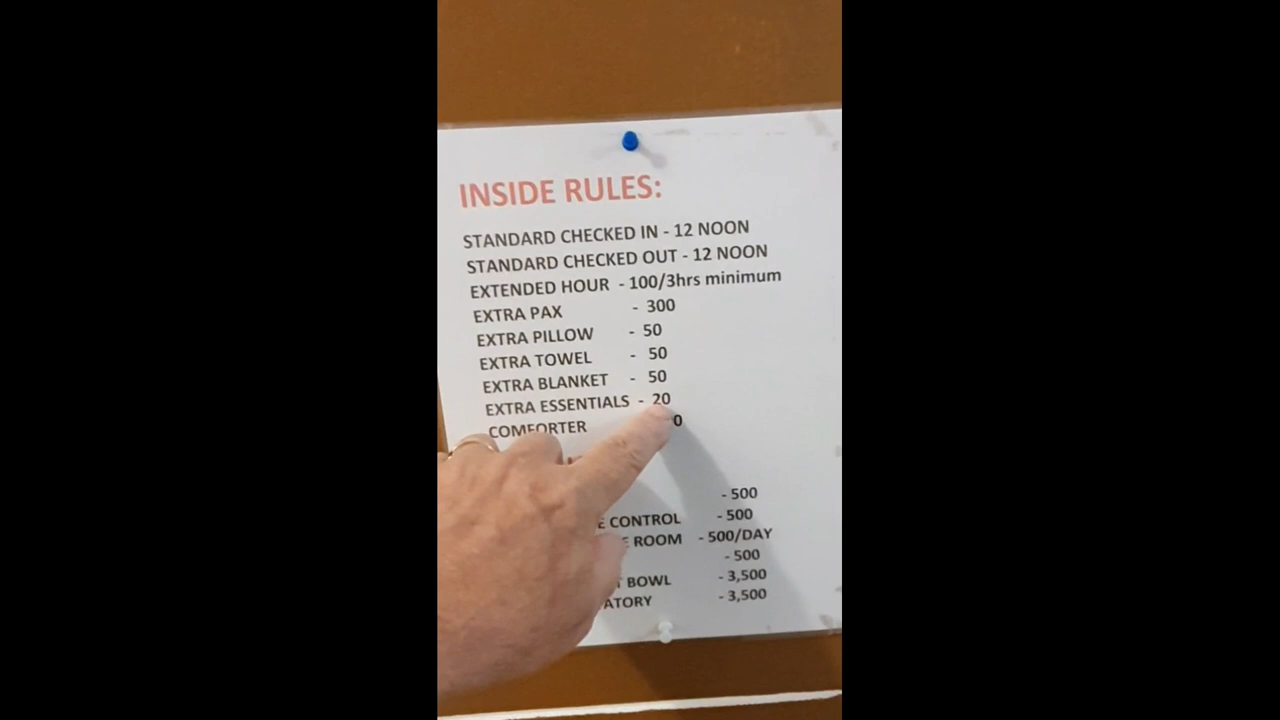 INSIDE RULES:
STANDARD CHECKED IN - 12 NOON
STANDARD CHECKED OUT - 12 NOON
EXTENDED HOUR - 100/3hrs minimum
EXTRA PAX - 300
EXTRA PILLOW - 50
EXTRA TOWEL - 50
EXTRA BLANKET - 50
EXTRA ESSENTIALS - 20
COMFORTER
- 500
CONTROL - 500
ROOM - 500/DAY
- 500
BOWL - 3,500
- 3,500